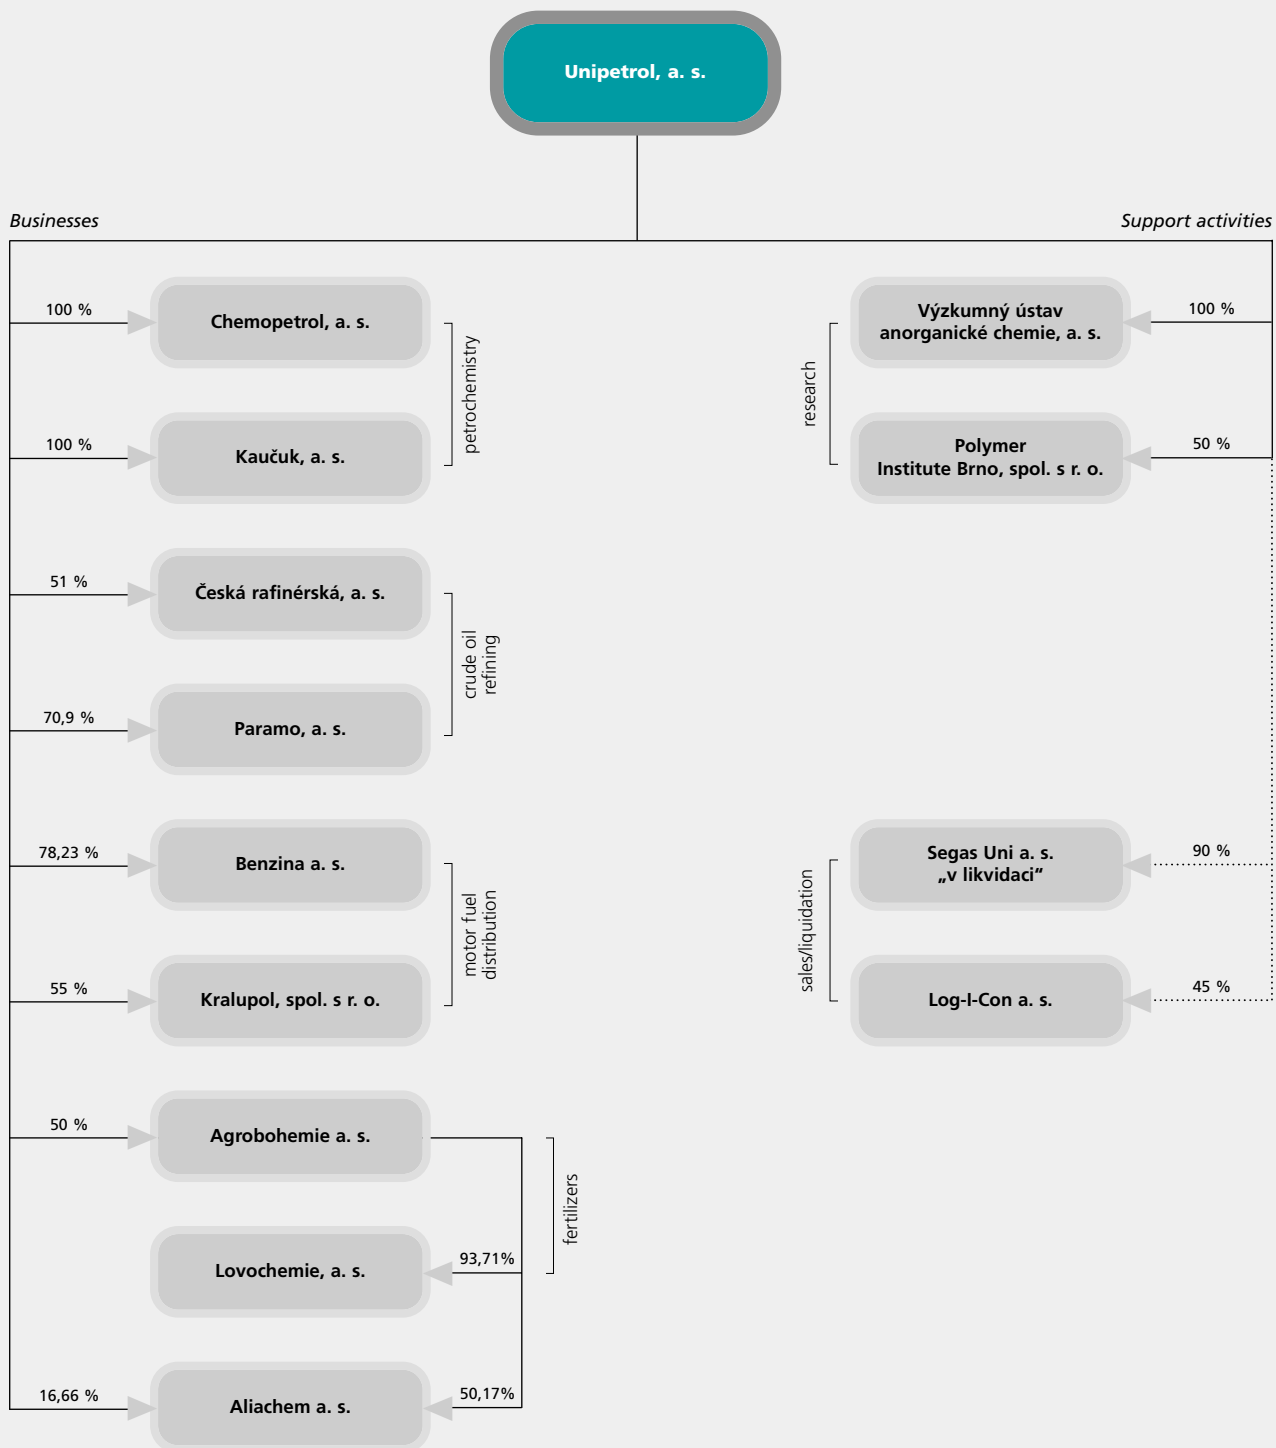 Unipetrol, a. s.
Businesses
Support activities
100 %
Chemopetrol, a. s.
100 %
Kaučuk, a. s.
petrochemistry
51 %
Česká rafinérská, a. s.
70,9 %
Paramo, a. s.
crude oil
refining
78,23 %
Benzina a. s.
55 %
Kralupol, spol. s r. o.
motor fuel
distribution
50 %
Agrobohemie a. s.
93,71%
Lovochemie, a. s.
fertilizers
16,66 %
Aliachem a. s.
50,17%
Výzkumný ústav
anorganické chemie, a. s.
100 %
research
Polymer
Institute Brno, spol. s r. o.
50 %
Segas Uni a. s.
„v likvidaci“
90 %
sales/liquidation
Log-I-Con a. s.
45 %